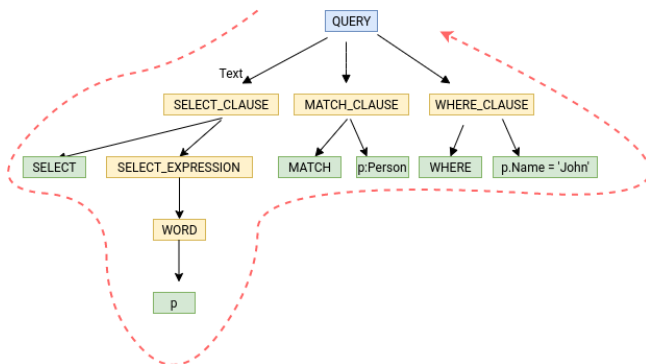 QUERY
Text
SELECT_CLAUSE
MATCH_CLAUSE
WHERE_CLAUSE
SELECT
SELECT_EXPRESSION
MATCH
p:Person
WHERE
p.Name = 'John'
WORD
p